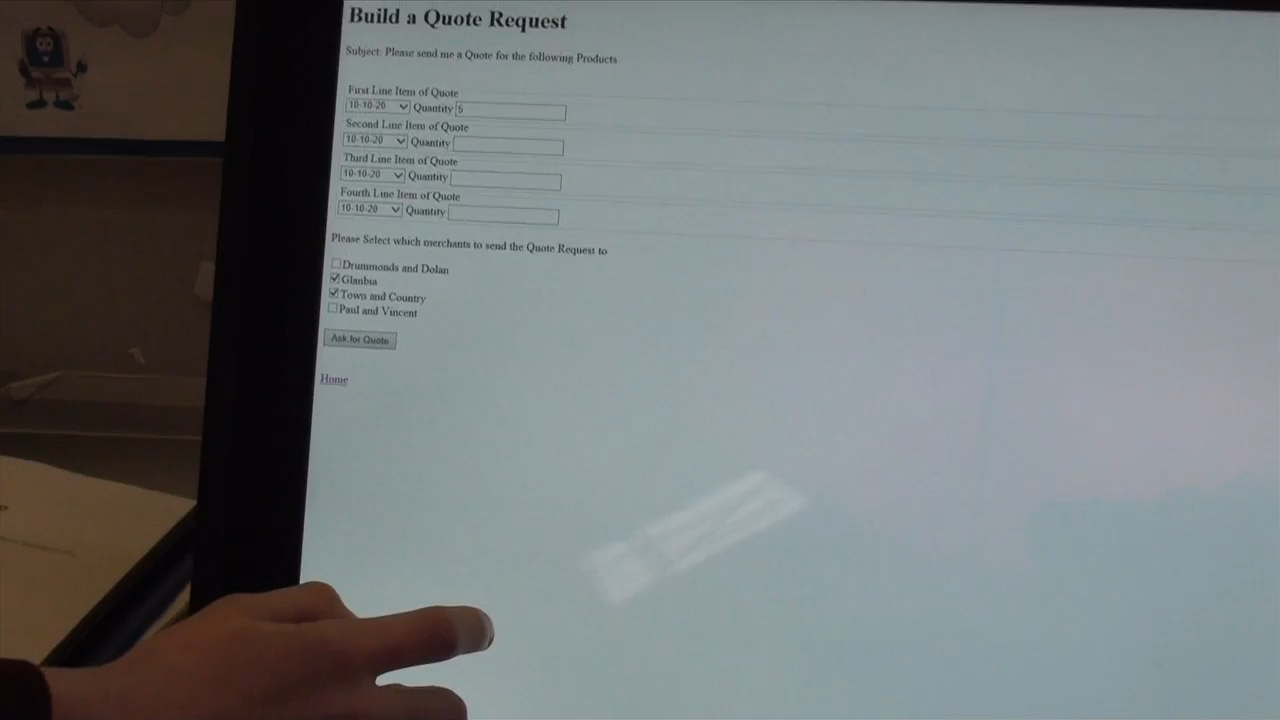 Build a Quote Request
Subject: Please send me a Quote for the following Products
First Line Item of Quote
10-10-20 Quantity 5
Second Line Item of Quote
10-10-20 Quantity
Third Line Item of Quote
10-10-20 Quantity
Fourth Line Item of Quote
10-10-20 Quantity
Please Select which merchants to send the Quote Request to
Drummonds and Dolan
Glanbia
Town and Country
Paul and Vincent
Ask for Quote
Home